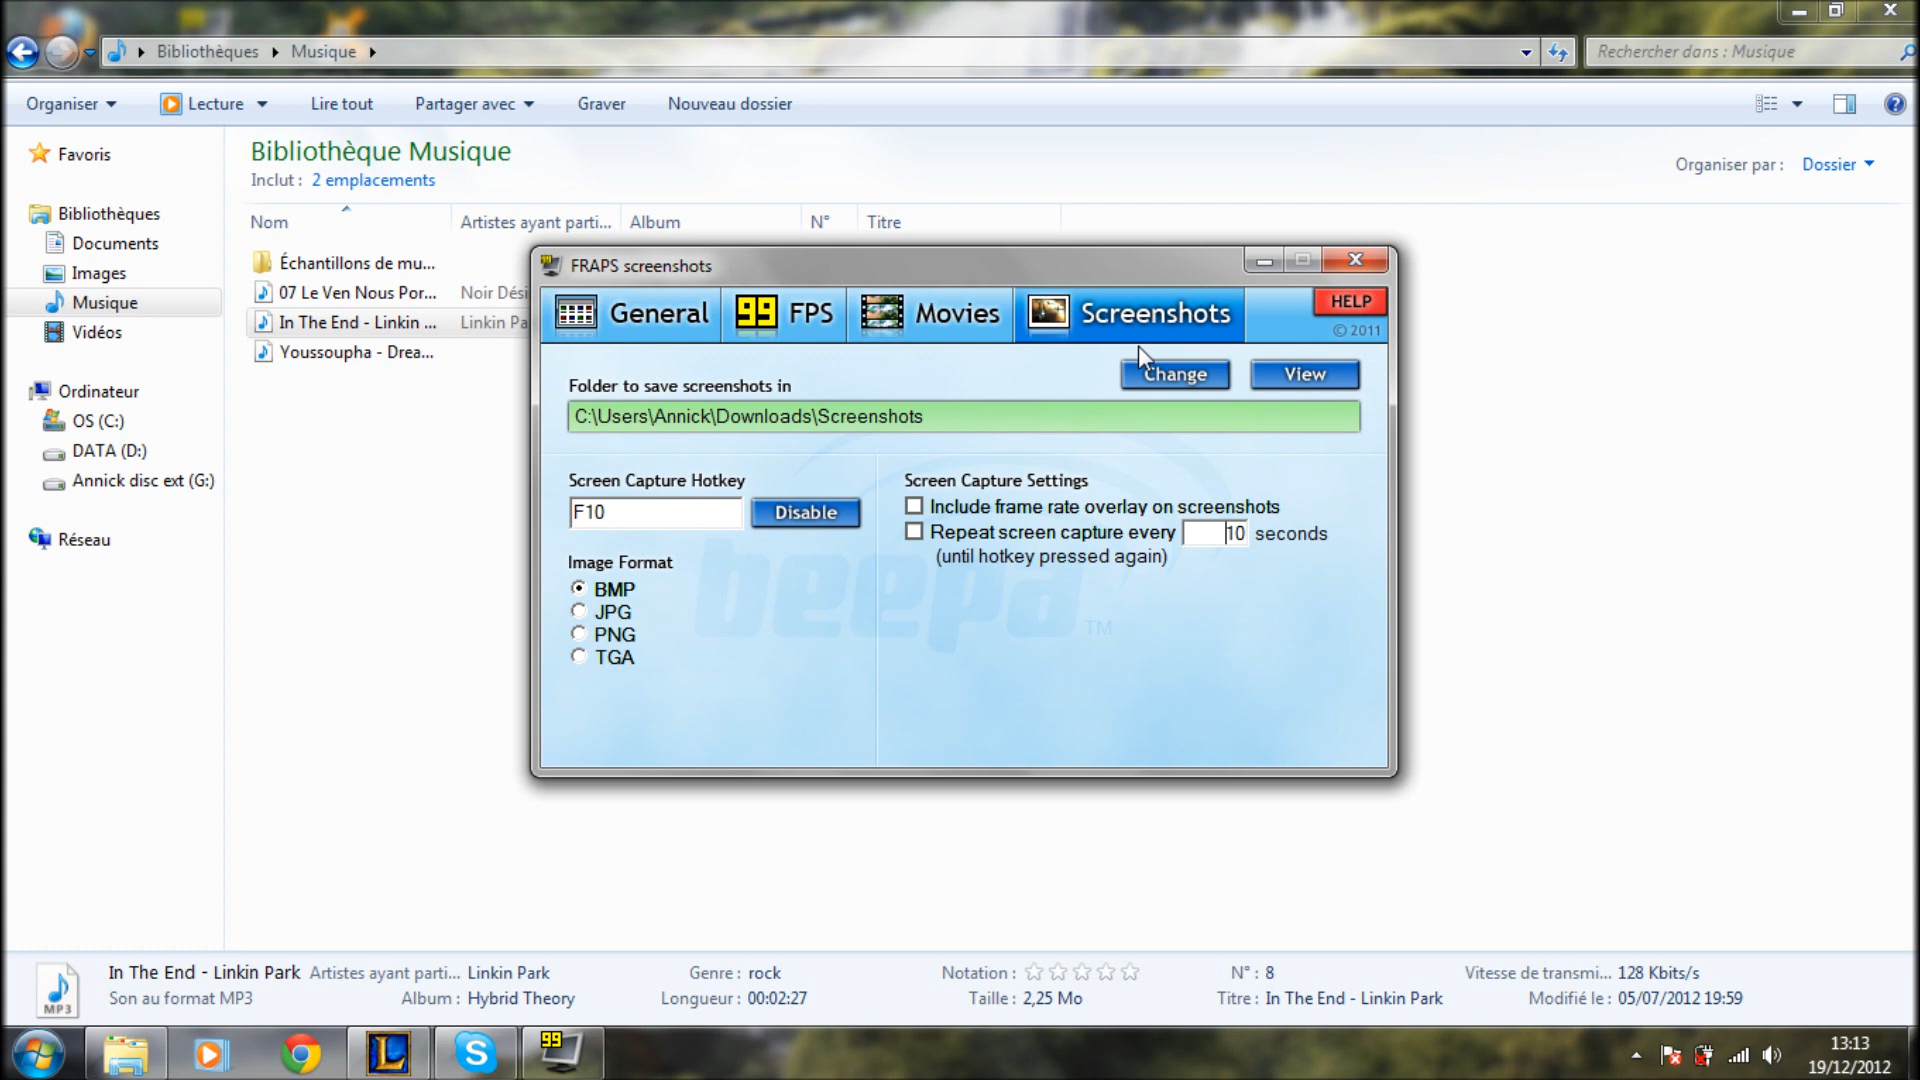 Bibliothèques Musique
Rechercher dans : Musique
Organiser Lecture Lire tout Partager avec Graver Nouveau dossier
Favoris
Bibliothèques
Documents
Images
Musique
Vidéos
Ordinateur
OS (C:)
DATA (D:)
Annick disc ext (G:)
Réseau
Bibliothèque Musique
Inclut : 2 emplacements
Organiser par : Dossier
Nom Artistes ayant parti... Album N° Titre
Échantillons de mu...
07 Le Ven Nous Por... Noir Dési
In The End - Linkin ... Linkin Pa
Youssoupha - Drea...
FRAPS screenshots
General 99 FPS Movies Screenshots HELP
© 2011
Change View
Folder to save screenshots in
C:\Users\Annick\Downloads\Screenshots
Screen Capture Hotkey
F10 Disable
Image Format
BMP
JPG
PNG
TGA
Screen Capture Settings
Include frame rate overlay on screenshots
Repeat screen capture every 10 seconds
(until hotkey pressed again)
beepa TM
In The End - Linkin Park Artistes ayant parti... Linkin Park Genre : rock Notation : N° : 8 Vitesse de transmi... 128 Kbits/s
MP3 Son au format MP3 Album : Hybrid Theory Longueur : 00:02:27 Taille : 2,25 Mo Titre : In The End - Linkin Park Modifié le : 05/07/2012 19:59
L S 99
13:13
19/12/2012